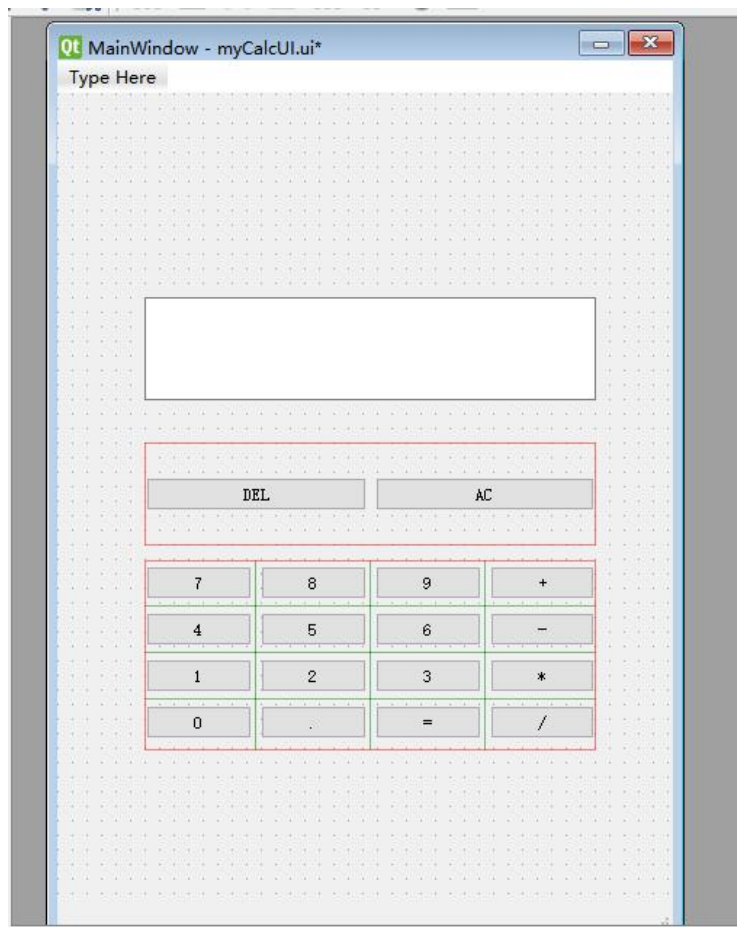 Qt MainWindow - myCalcUI.ui*
Type Here
DEL AC
7 8 9 +
4 5 6 -
1 2 3 *
0 . = /